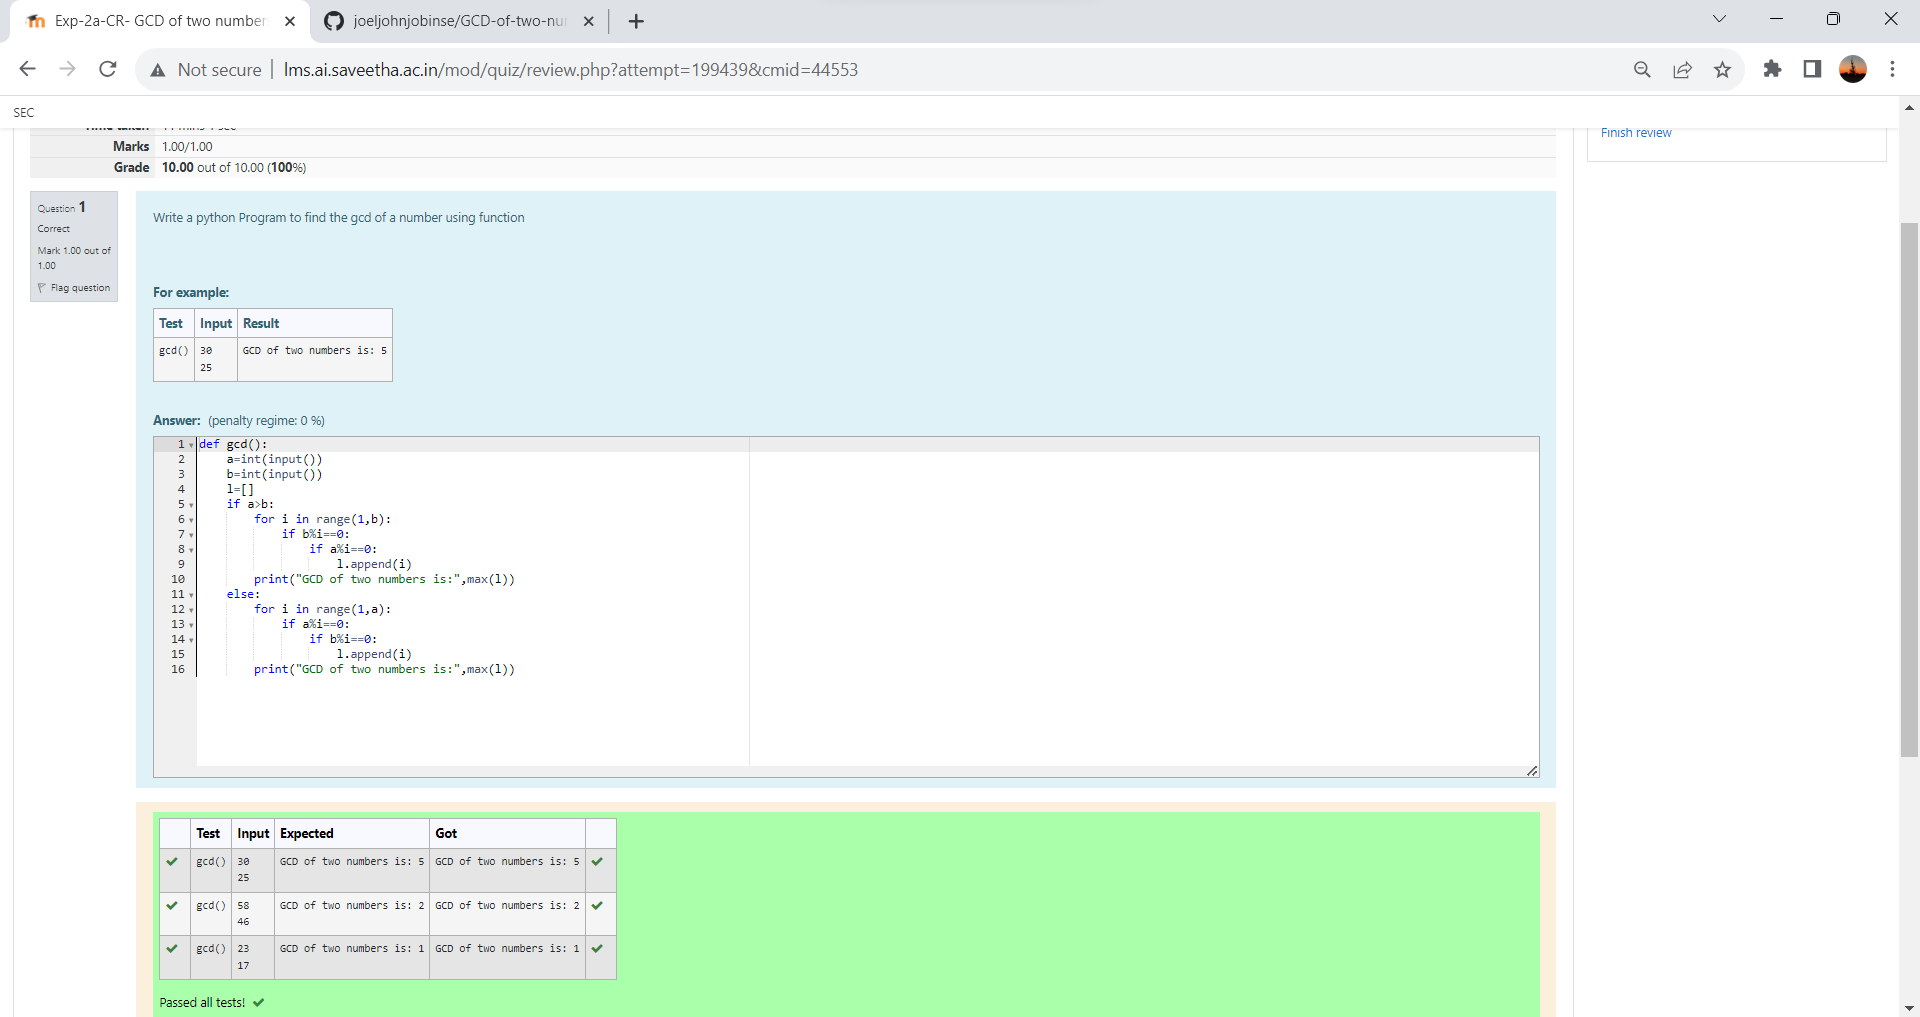 Exp-2a-CR- GCD of two number
joeljohnjobinse/GCD-of-two-nu
Not secure
lms.ai.saveetha.ac.in/mod/quiz/review.php?attempt=199439&cmid=44553
SEC
Finish review
Marks 1.00/1.00
Grade 10.00 out of 10.00 (100%)
Question 1
Correct
Mark 1.00 out of
1.00
Flag question
Write a python Program to find the gcd of a number using function
For example:
Test Input Result
gcd() 30 GCD of two numbers is: 5
25
Answer: (penalty regime: 0 %)
1 def gcd():
2     a=int(input())
3     b=int(input())
4     l=[]
5     if a>b:
6         for i in range(1,b):
7             if b%i==0:
8                 if a%i==0:
9                     l.append(i)
10         print("GCD of two numbers is:",max(l))
11     else:
12         for i in range(1,a):
13             if a%i==0:
14                 if b%i==0:
15                     l.append(i)
16         print("GCD of two numbers is:",max(l))
Test Input Expected Got
gcd() 30 GCD of two numbers is: 5 GCD of two numbers is: 5
25
gcd() 58 GCD of two numbers is: 2 GCD of two numbers is: 2
46
gcd() 23 GCD of two numbers is: 1 GCD of two numbers is: 1
17
Passed all tests!